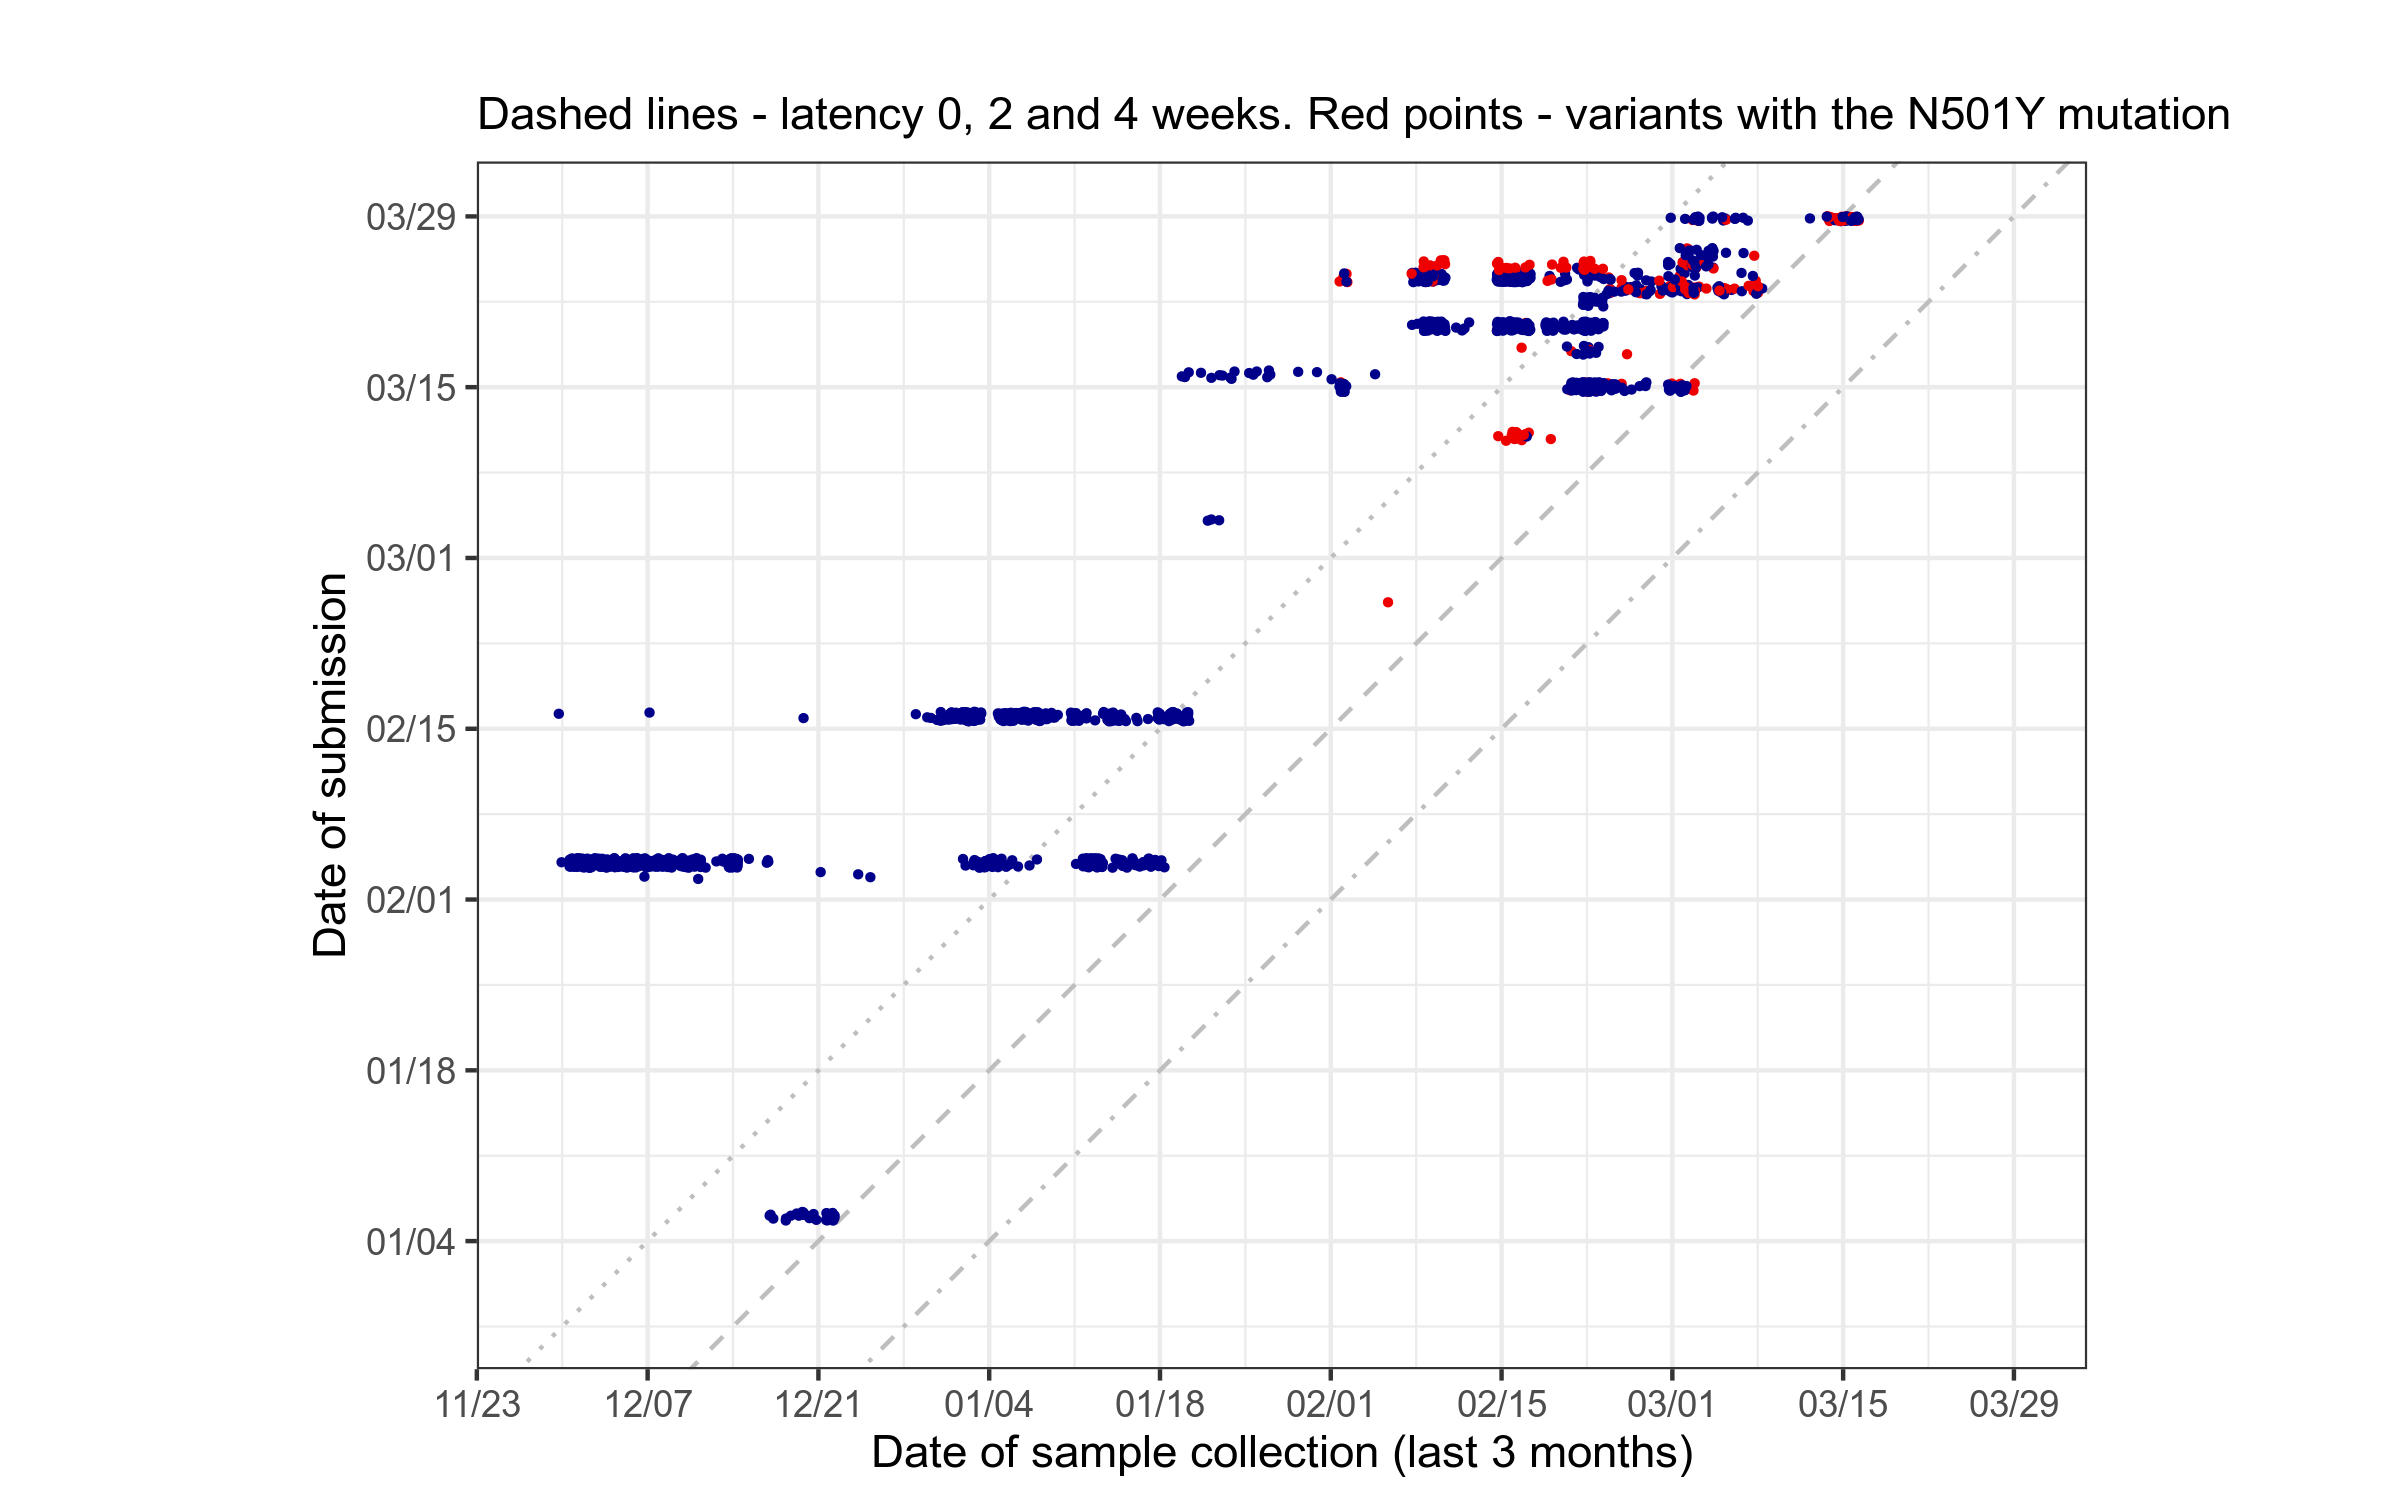 Dashed lines - latency 0, 2 and 4 weeks. Red points - variants with the N501Y mutation
03/29
03/15
03/01
02/15
02/01
01/18
01/04
Date of submission
11/23 12/07 12/21 01/04 01/18 02/01 02/15 03/01 03/15 03/29
Date of sample collection (last 3 months)